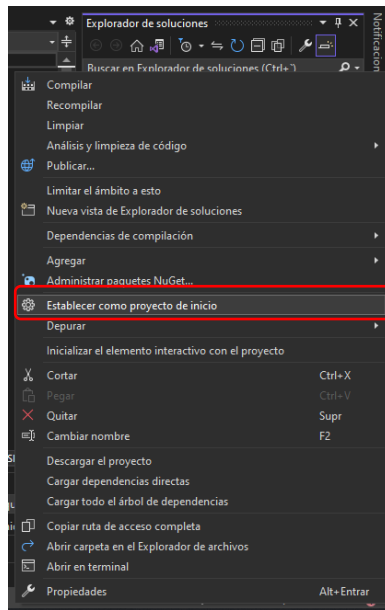 Explorador de soluciones
Buscar en Explorador de soluciones (Ctrl+")
Notificacion
Compilar
Recompilar
Limpiar
Análisis y limpieza de código
Publicar...
Limitar el ámbito a esto
Nueva vista de Explorador de soluciones
Dependencias de compilación
Agregar
Administrar paquetes NuGet...
Establecer como proyecto de inicio
Depurar
Inicializar el elemento interactivo con el proyecto
Cortar Ctrl+X
Pegar Ctrl+V
Quitar Supr
Cambiar nombre F2
Descargar el proyecto
Cargar dependencias directas
Cargar todo el árbol de dependencias
Copiar ruta de acceso completa
Abrir carpeta en el Explorador de archivos
Abrir en terminal
Propiedades Alt+Entrar